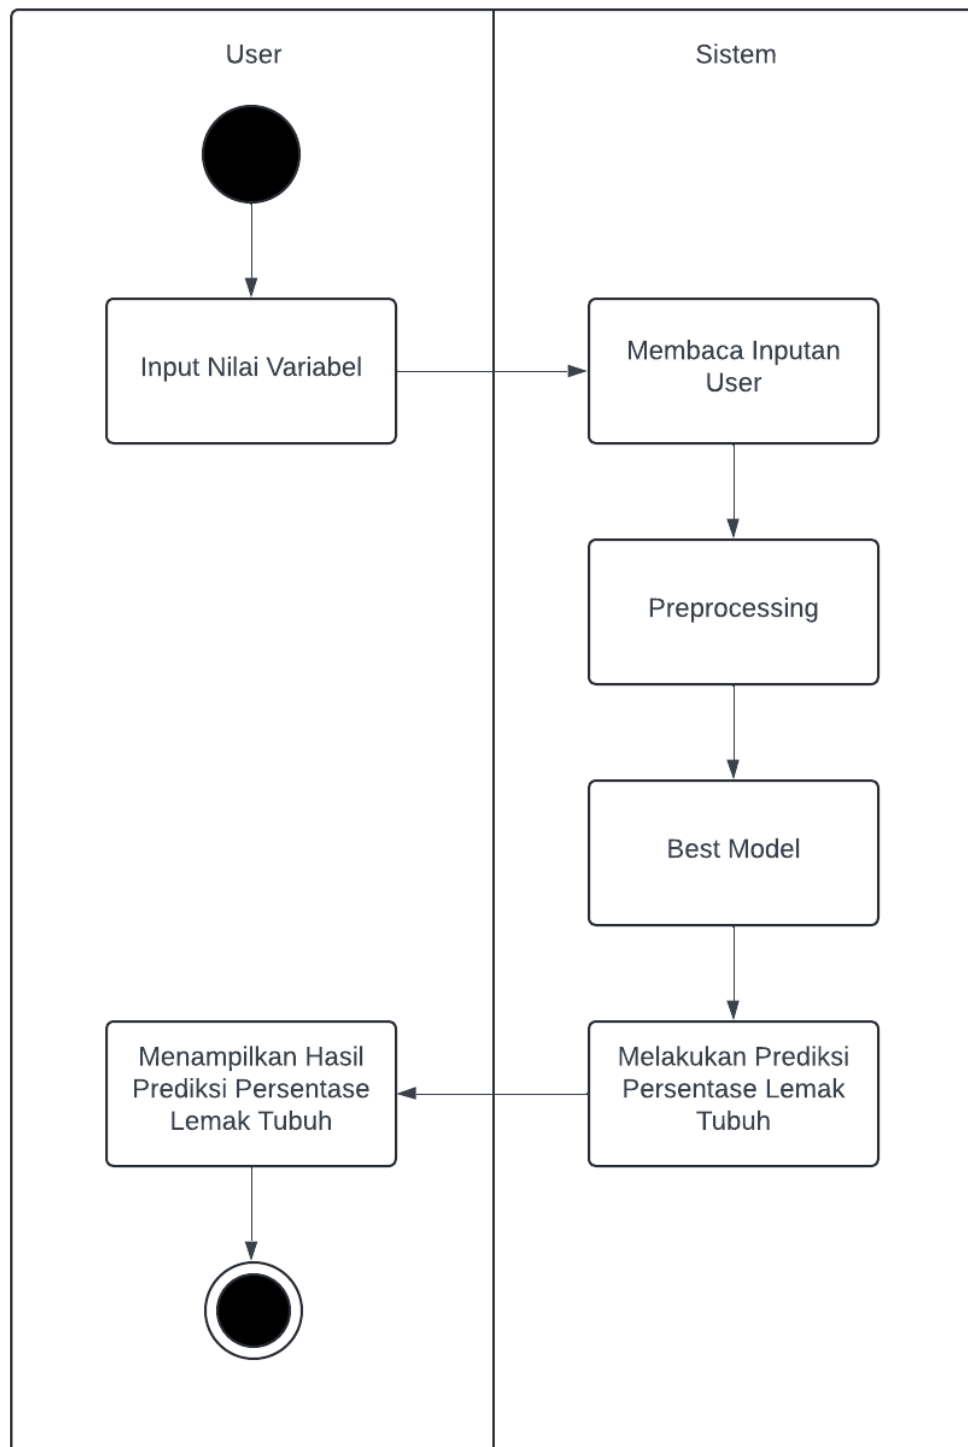 User
Sistem
Input Nilai Variabel
Membaca Inputan
User
Preprocessing
Best Model
Melakukan Prediksi
Persentase Lemak
Tubuh
Menampilkan Hasil
Prediksi Persentase
Lemak Tubuh